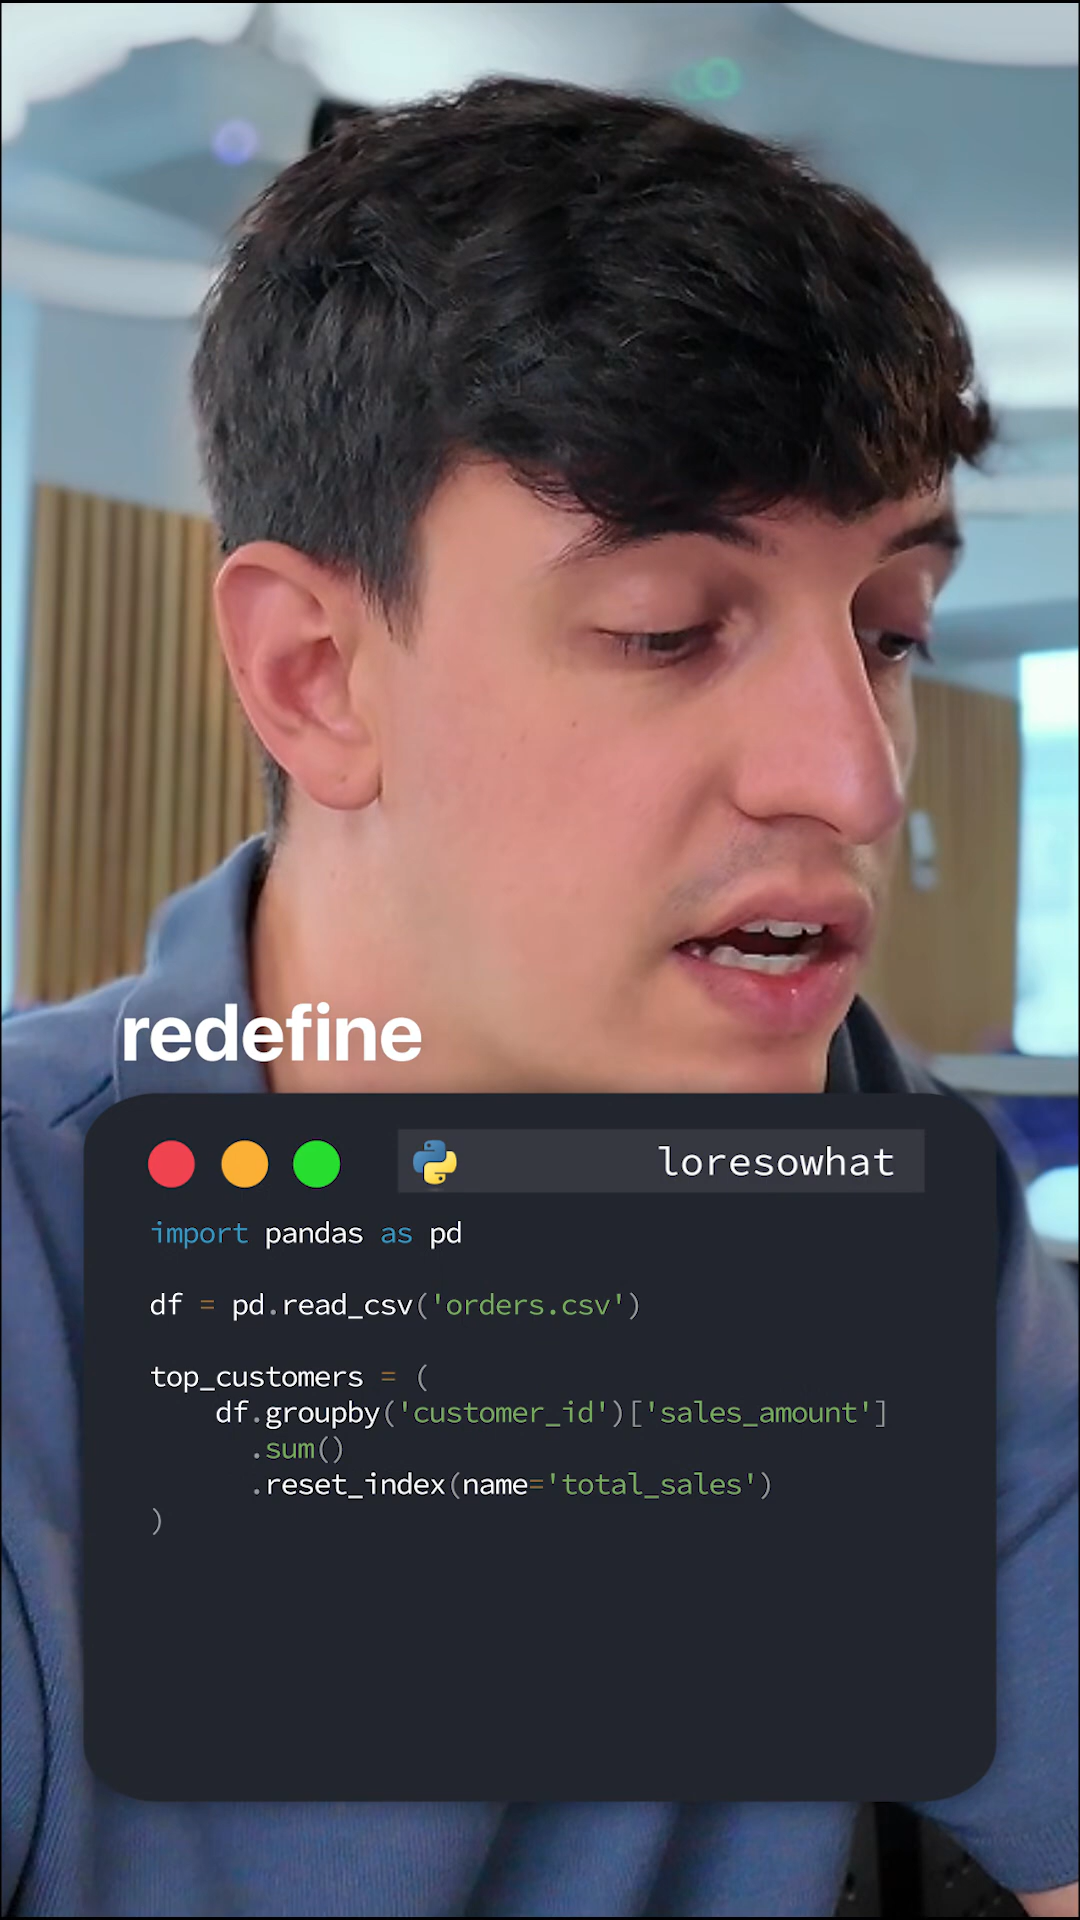 redefine
loresowhat
import pandas as pd
df = pd.read_csv('orders.csv')
top_customers = (
    df.groupby('customer_id')['sales_amount']
      .sum()
      .reset_index(name='total_sales')
)